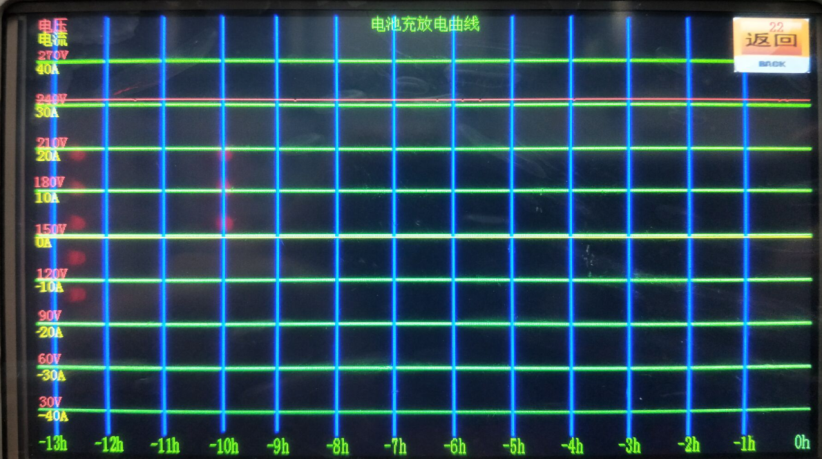 电压
电流
电池充放电曲线
22
返回
BACK
270V
40A
240V
30A
210V
20A
180V
10A
150V
0A
120V
-10A
90V
-20A
60V
-30A
30V
-40A
-13h -12h -11h -10h -9h -8h -7h -6h -5h -4h -3h -2h -1h 0h